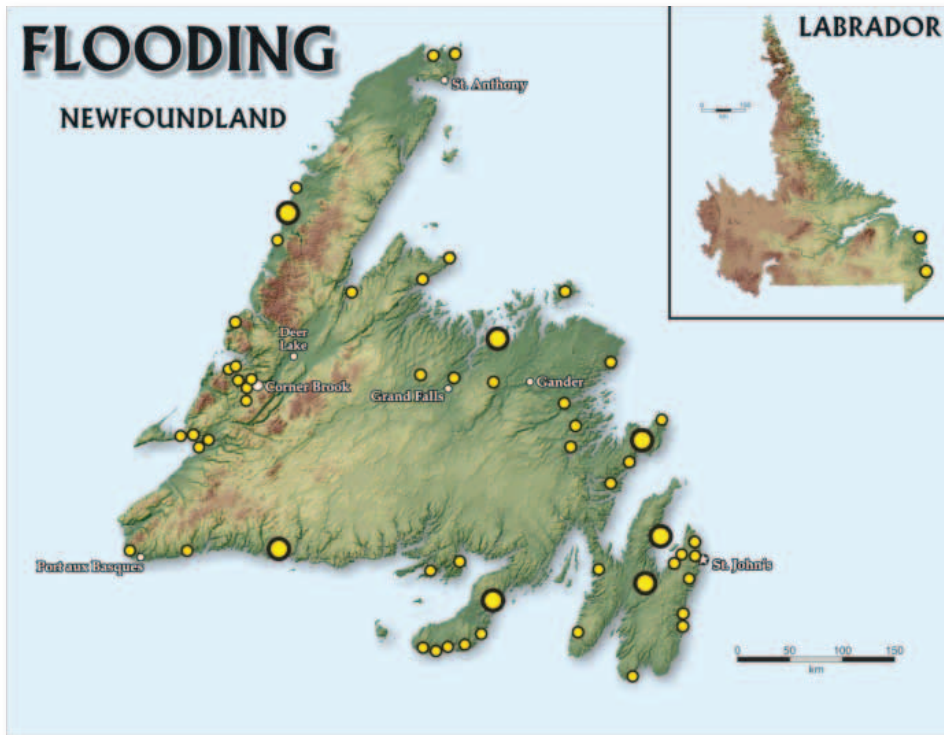 FLOODING
NEWFOUNDLAND
LABRADOR
St. Anthony
Deer
Lake
Corner Brook
Grand Falls
Gander
Port aux Basques
St. John's
0 50 100 150
km